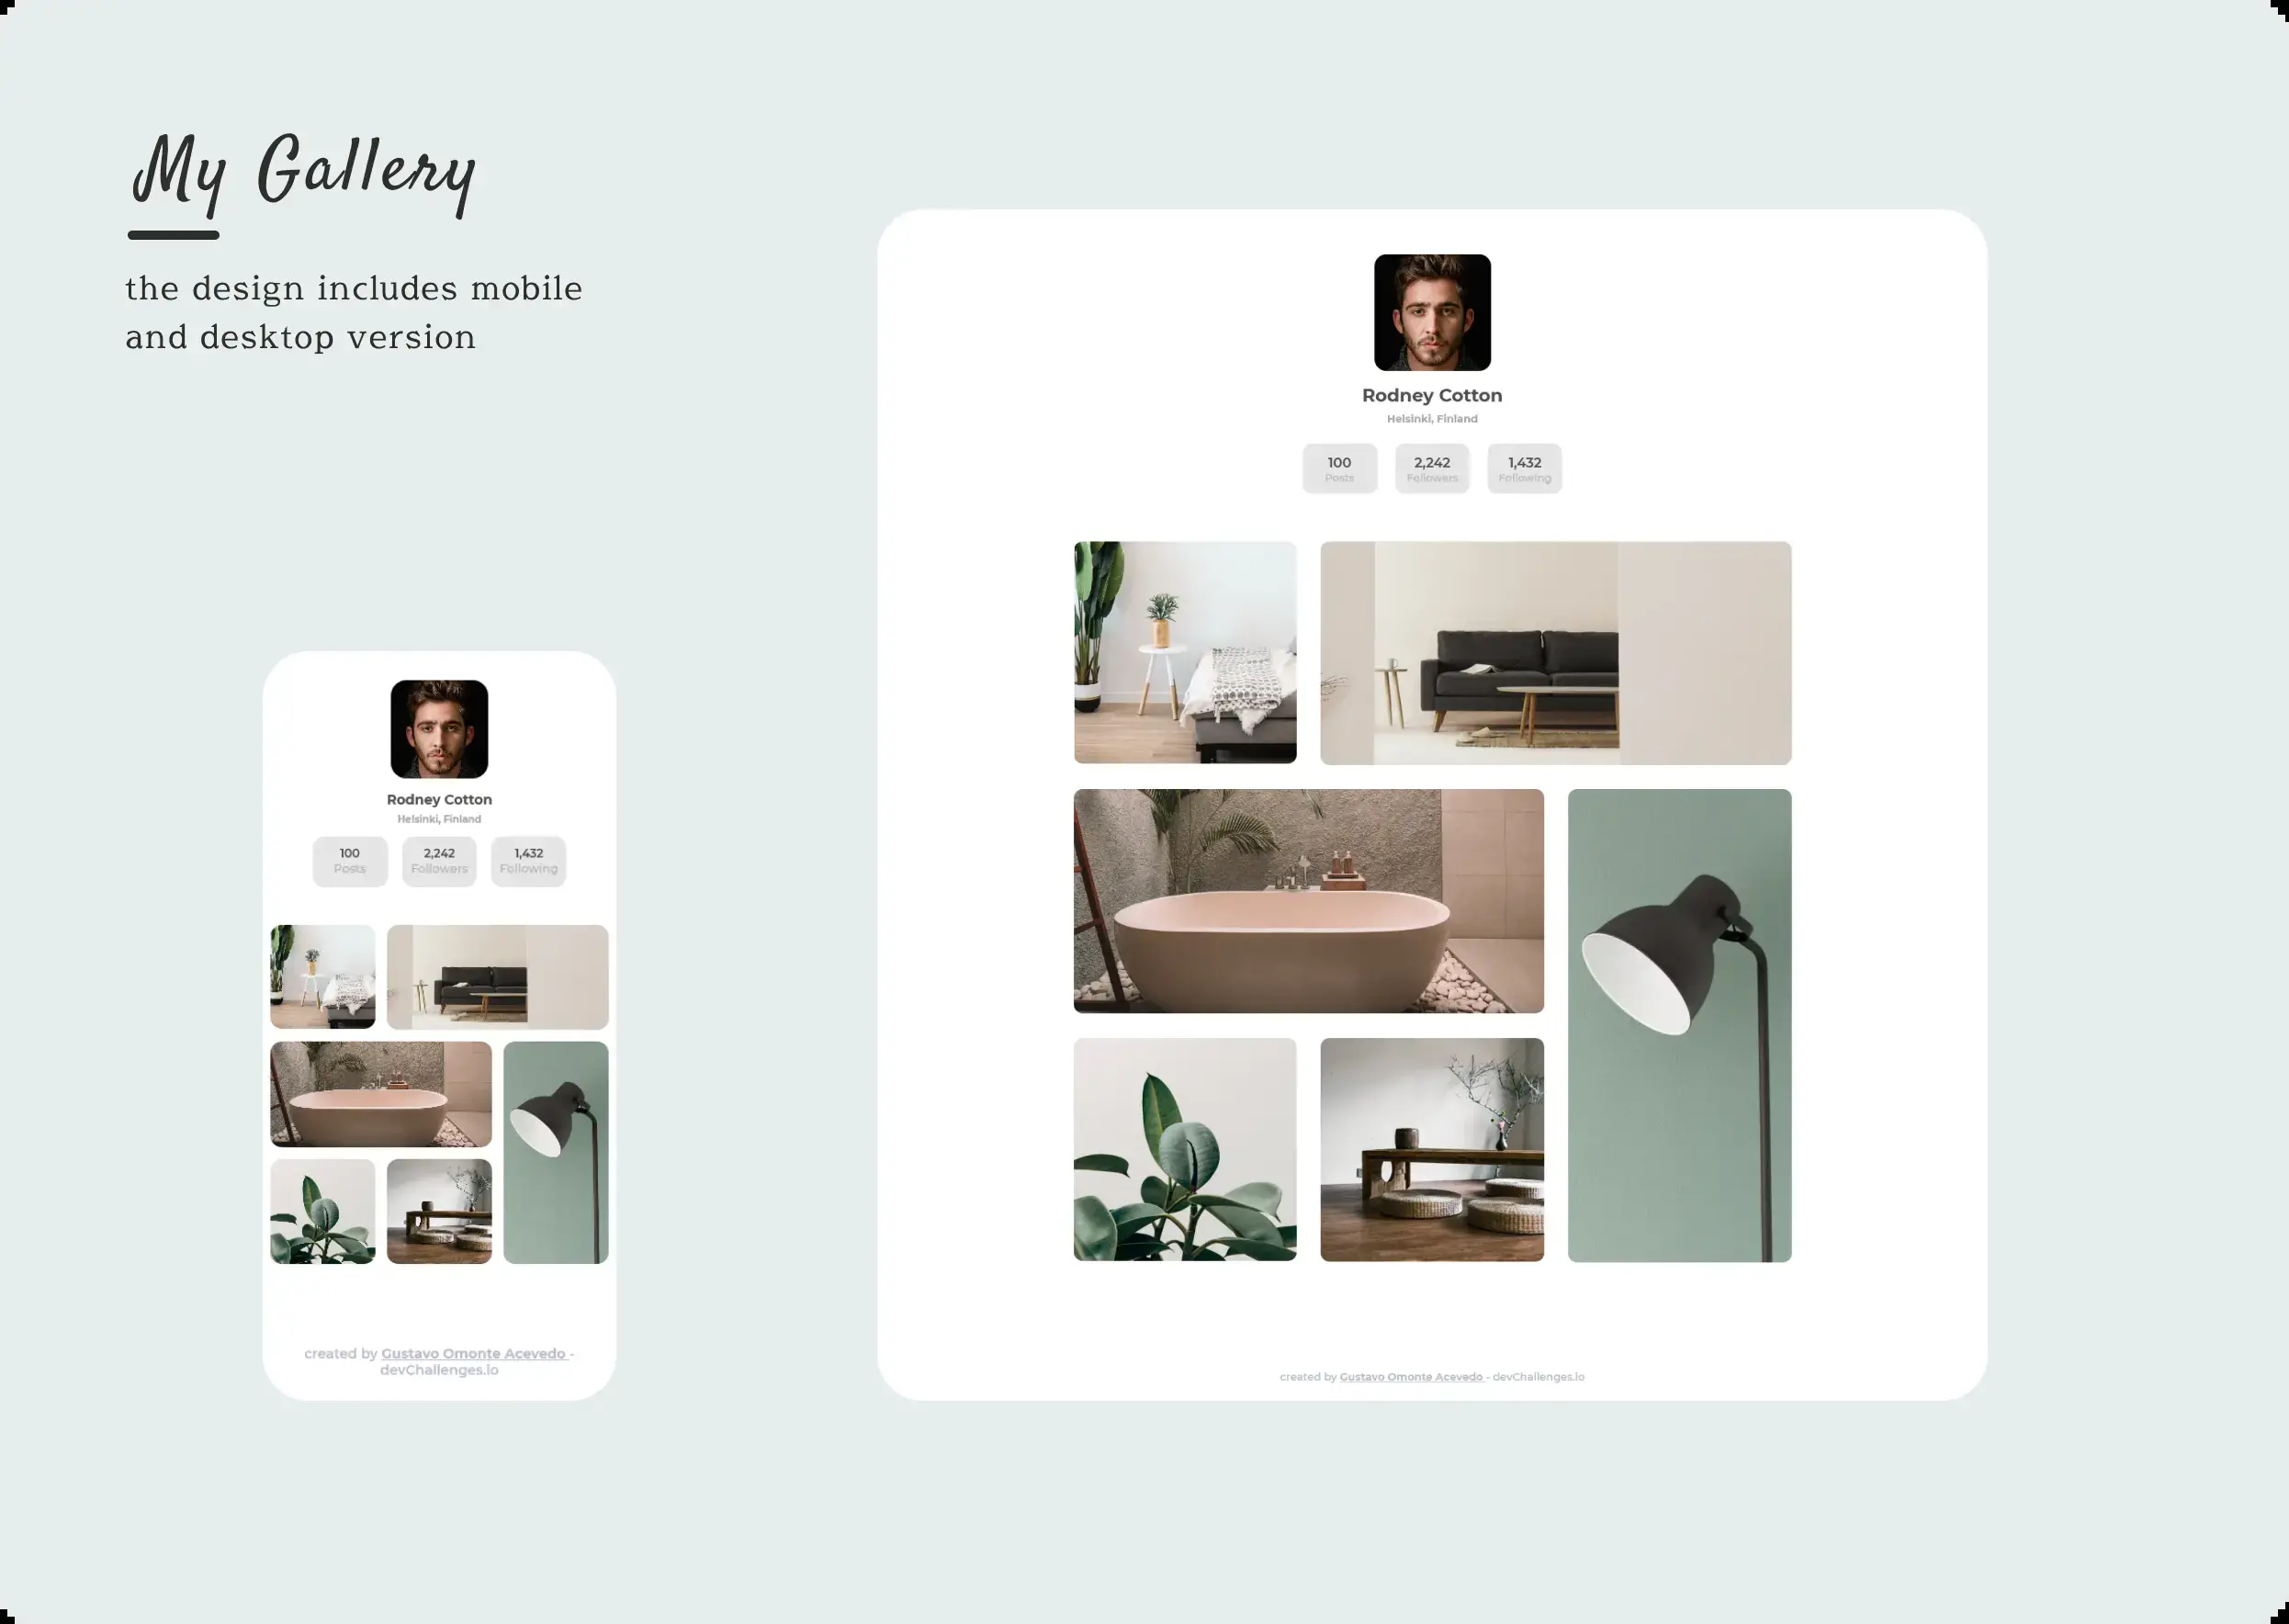 My Gallery
the design includes mobile
and desktop version
Rodney Cotton
Helsinki, Finland
100
Posts
2,242
Followers
1,432
Following
created by Gustavo Omonte Acevedo -
devChallenges.io
Rodney Cotton
Helsinki, Finland
100
Posts
2,242
Followers
1,432
Following
created by Gustavo Omonte Acevedo - devChallenges.io